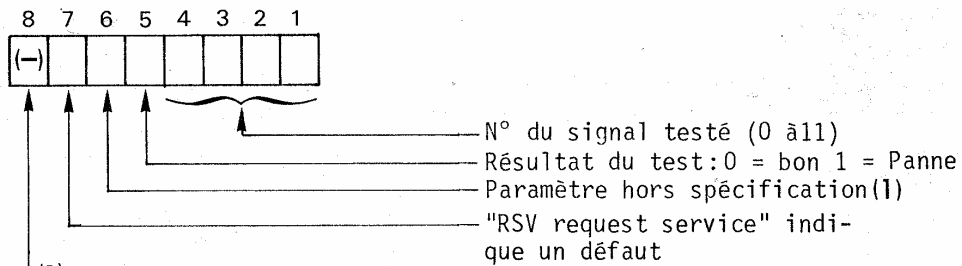 8 7 6 5 4 3 2 1
(—)
N° du signal testé (0 à11)
Résultat du test:0 = bon 1 = Panne
Paramètre hors spécification(1)
"RSV request service" indi-
que un défaut